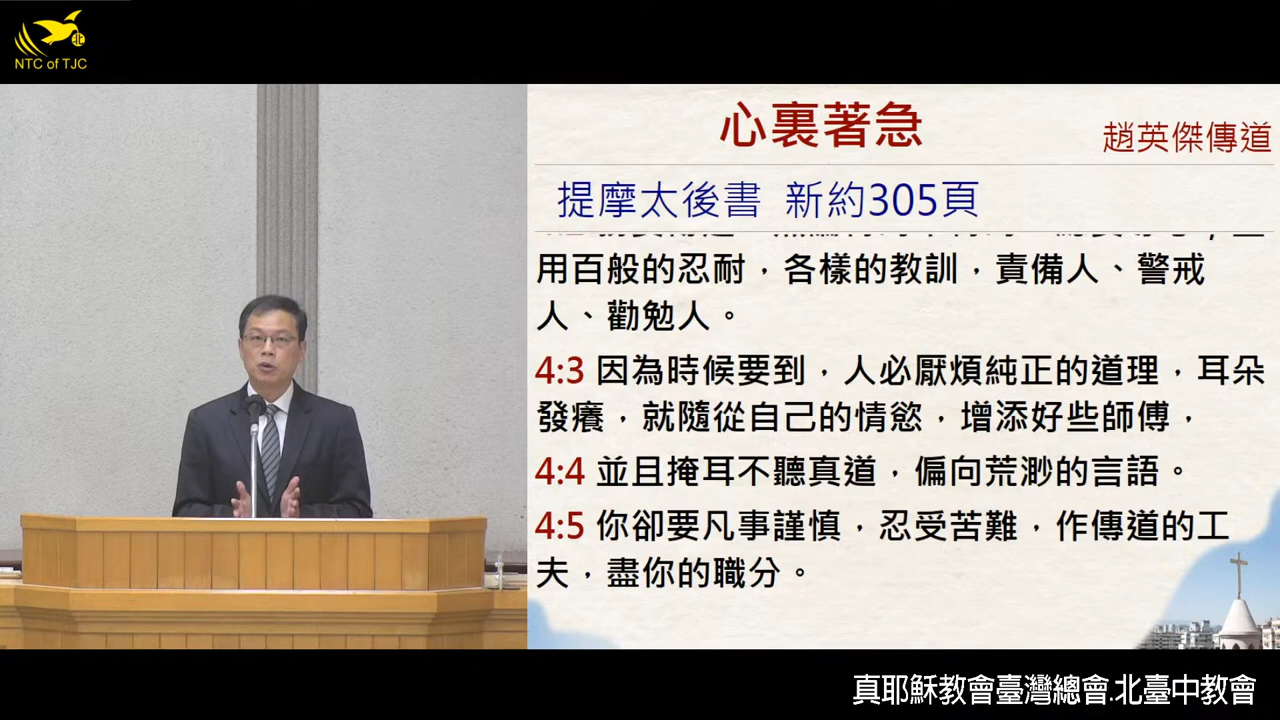 NTC of TJC
心裏著急
趙英傑傳道
提摩太後書 新約305頁
用百般的忍耐，各樣的教訓，責備人、警戒
人、勸勉人。
4:3 因為時候要到，人必厭煩純正的道理，耳朵
發癢，就隨從自己的情慾，增添好些師傅，
4:4 並且掩耳不聽真道，偏向荒渺的言語。
4:5 你卻要凡事謹慎，忍受苦難，作傳道的工
夫，盡你的職分。
真耶穌教會臺灣總會.北臺中教會